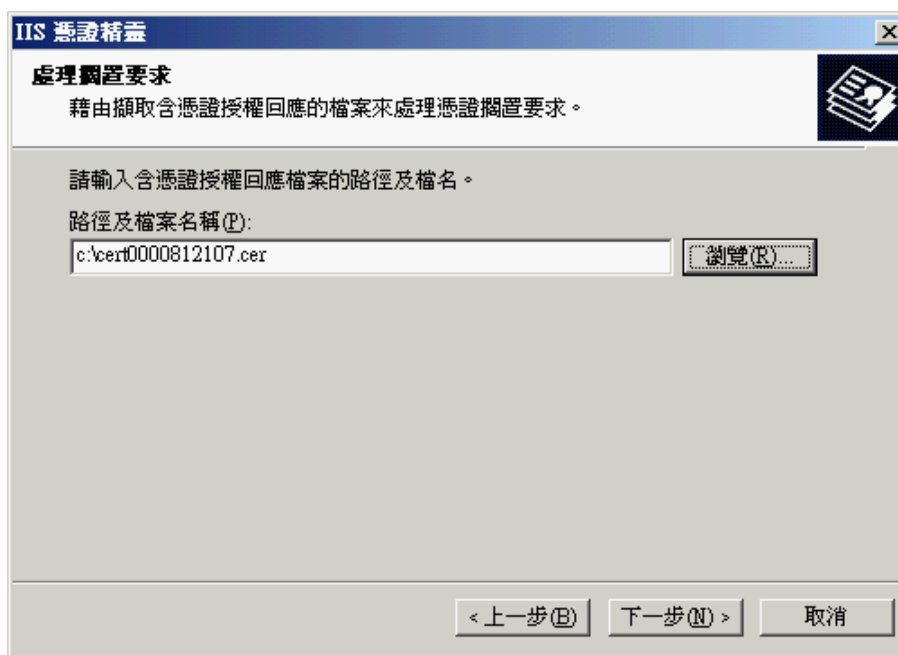 IIS 憑證精靈
處理擱置要求
藉由擷取含憑證授權回應的檔案來處理憑證擱置要求。
請輸入含憑證授權回應檔案的路徑及檔名。
路徑及檔案名稱(P):
c:\cert0000812107.cer
瀏覽(R)...
< 上一步(B)
下一步(N) >
取消